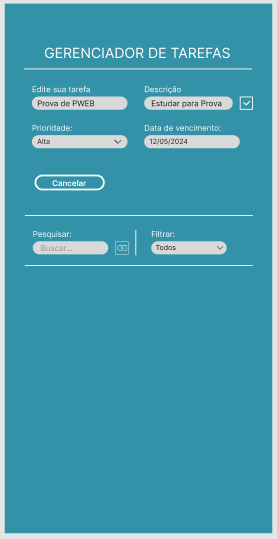 GERENCIADOR DE TAREFAS
Edite sua tarefa
Descrição
Prova de PWEB
Estudar para Prova
Prioridade:
Data de vencimento:
Alta
12/05/2024
Cancelar
Pesquisar:
Filtrar:
Buscar...
Todos